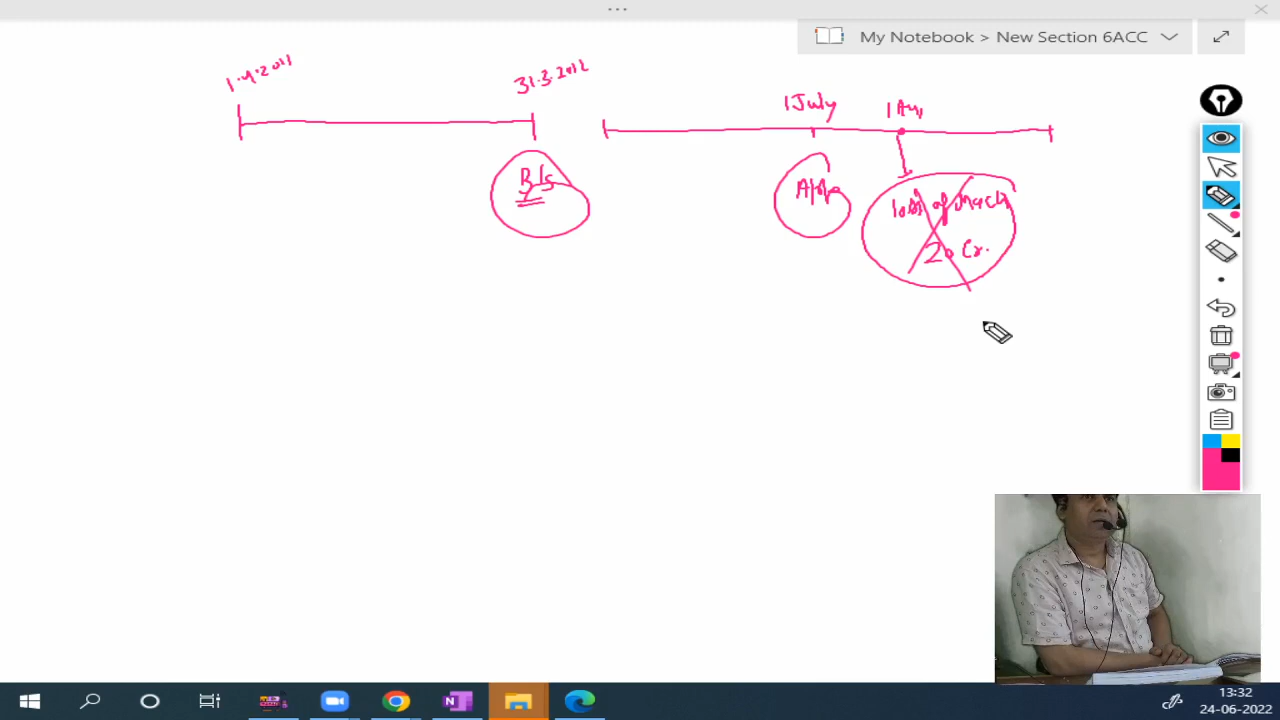 My Notebook > New Section 6ACC
1.4.2011
31.3.2012
1 July
1 Aug
B/s
loss of Mach
20 Cr.
N
13:32
24-06-2022